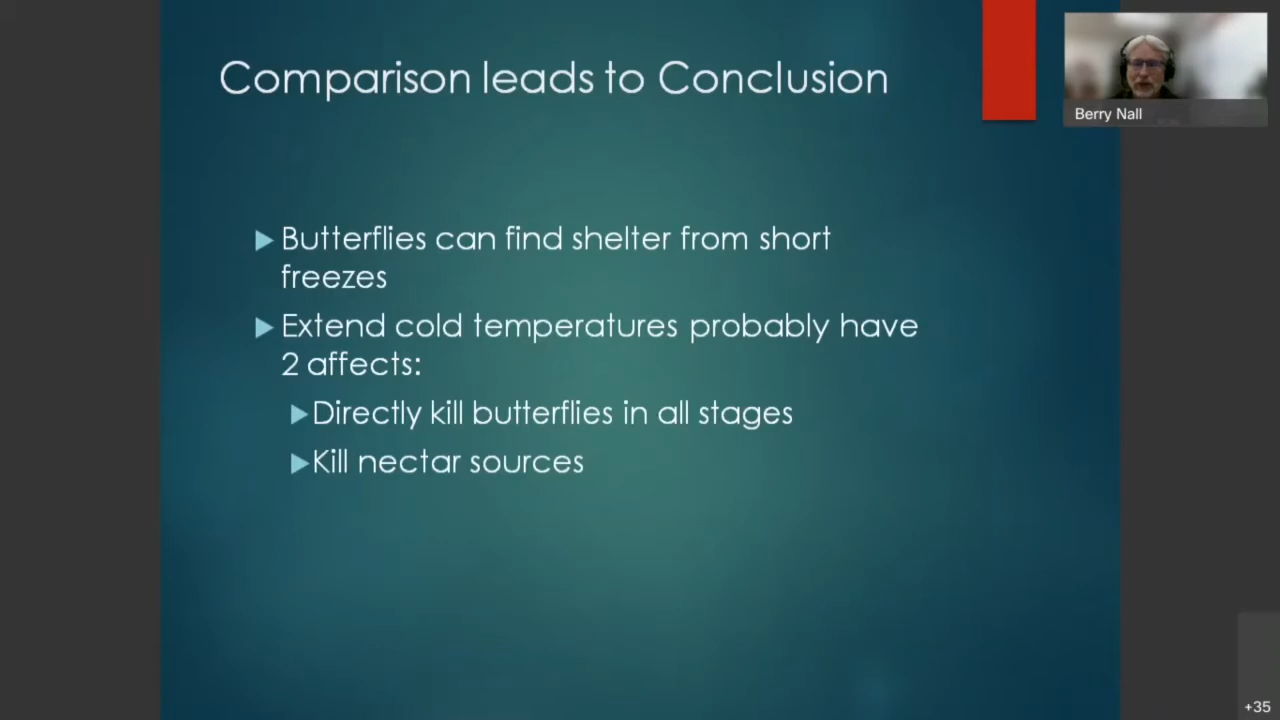 Comparison leads to Conclusion
Berry Nall
Butterflies can find shelter from short
freezes
Extend cold temperatures probably have
2 affects:
Directly kill butterflies in all stages
Kill nectar sources
+35